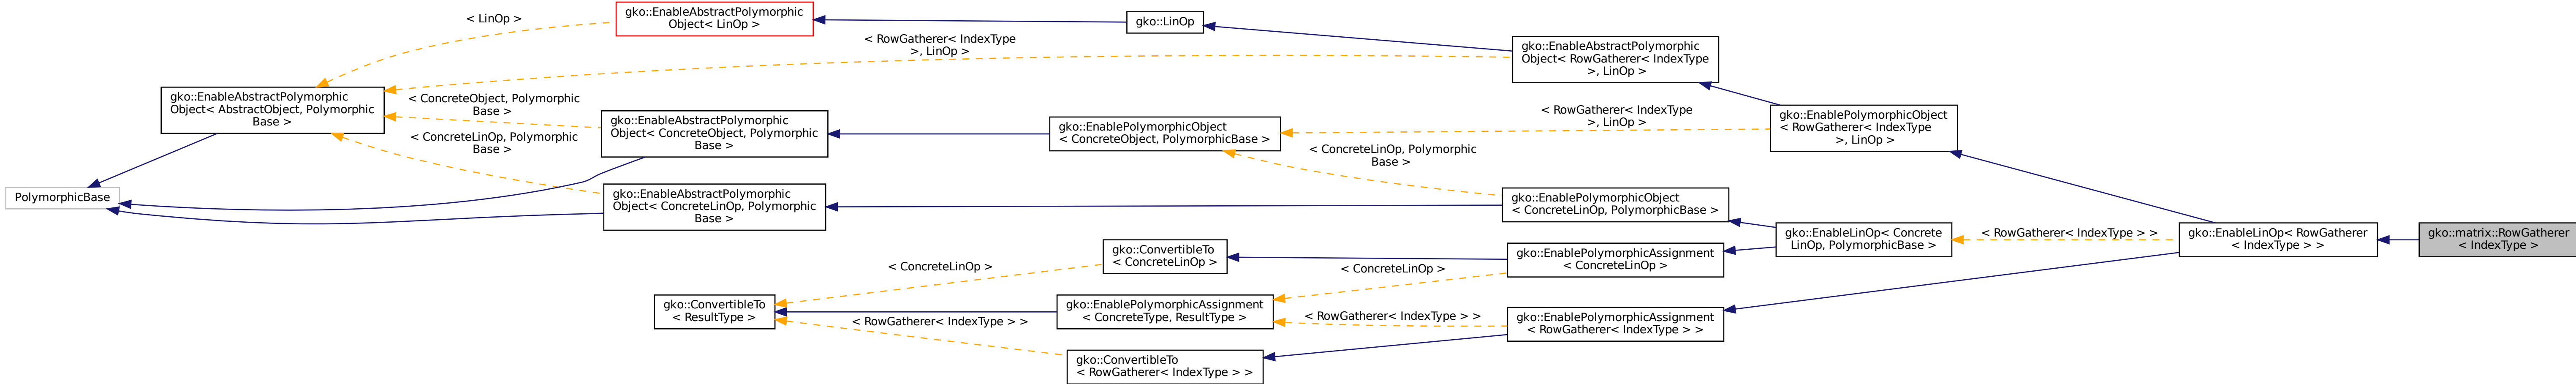 PolymorphicBase
gko::EnableAbstractPolymorphic
Object< AbstractObject, Polymorphic
Base >
< LinOp >
< RowGatherer< IndexType
>, LinOp >
< ConcreteObject, Polymorphic
Base >
< ConcreteLinOp, Polymorphic
Base >
gko::EnableAbstractPolymorphic
Object< LinOp >
gko::EnableAbstractPolymorphic
Object< ConcreteObject, Polymorphic
Base >
gko::EnableAbstractPolymorphic
Object< ConcreteLinOp, Polymorphic
Base >
gko::ConvertibleTo
< ResultType >
< ConcreteLinOp >
< RowGatherer< IndexType > >
gko::LinOp
gko::EnablePolymorphicObject
< ConcreteObject, PolymorphicBase >
gko::ConvertibleTo
< ConcreteLinOp >
gko::EnablePolymorphicAssignment
< ConcreteType, ResultType >
gko::ConvertibleTo
< RowGatherer< IndexType > >
< RowGatherer< IndexType
>, LinOp >
< ConcreteLinOp, Polymorphic
Base >
< ConcreteLinOp >
< RowGatherer< IndexType > >
gko::EnableAbstractPolymorphic
Object< RowGatherer< IndexType
>, LinOp >
gko::EnablePolymorphicObject
< ConcreteLinOp, PolymorphicBase >
gko::EnablePolymorphicAssignment
< ConcreteLinOp >
gko::EnablePolymorphicAssignment
< RowGatherer< IndexType > >
gko::EnablePolymorphicObject
< RowGatherer< IndexType
>, LinOp >
gko::EnableLinOp< Concrete
LinOp, PolymorphicBase >
< RowGatherer< IndexType > >
gko::EnableLinOp< RowGatherer
< IndexType > >
gko::matrix::RowGatherer
< IndexType >